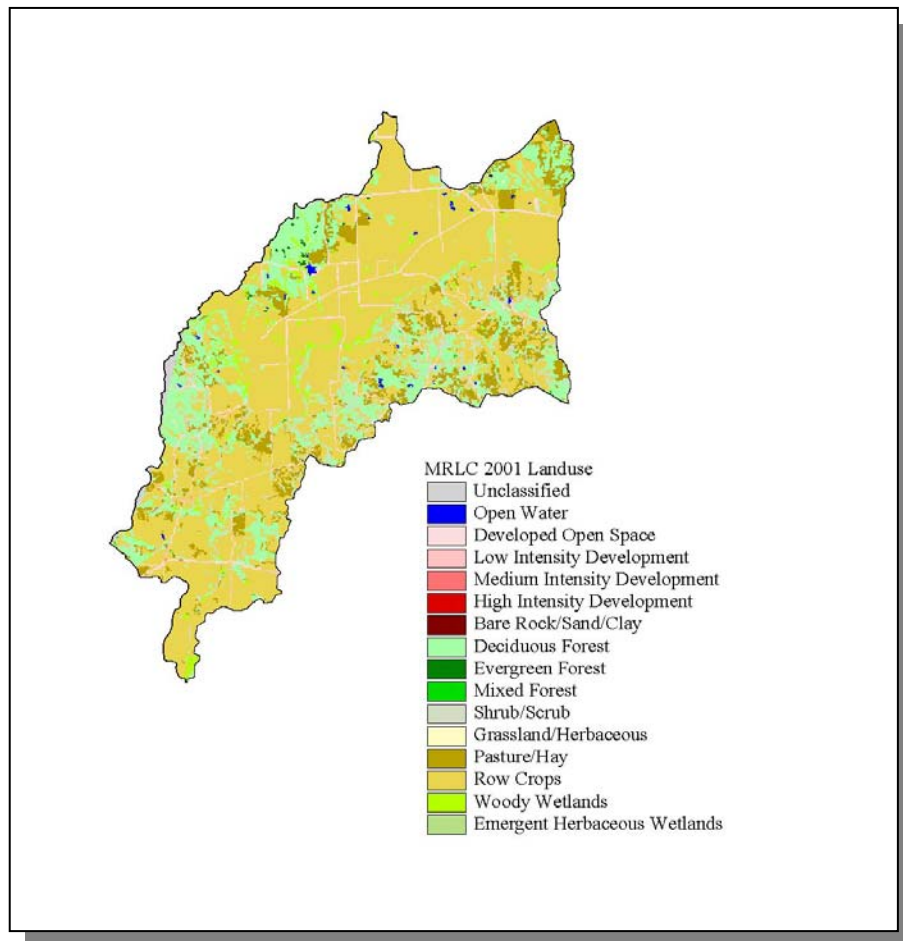 MRLC 2001 Landuse
Unclassified
Open Water
Developed Open Space
Low Intensity Development
Medium Intensity Development
High Intensity Development
Bare Rock/Sand/Clay
Deciduous Forest
Evergreen Forest
Mixed Forest
Shrub/Scrub
Grassland/Herbaceous
Pasture/Hay
Row Crops
Woody Wetlands
Emergent Herbaceous Wetlands